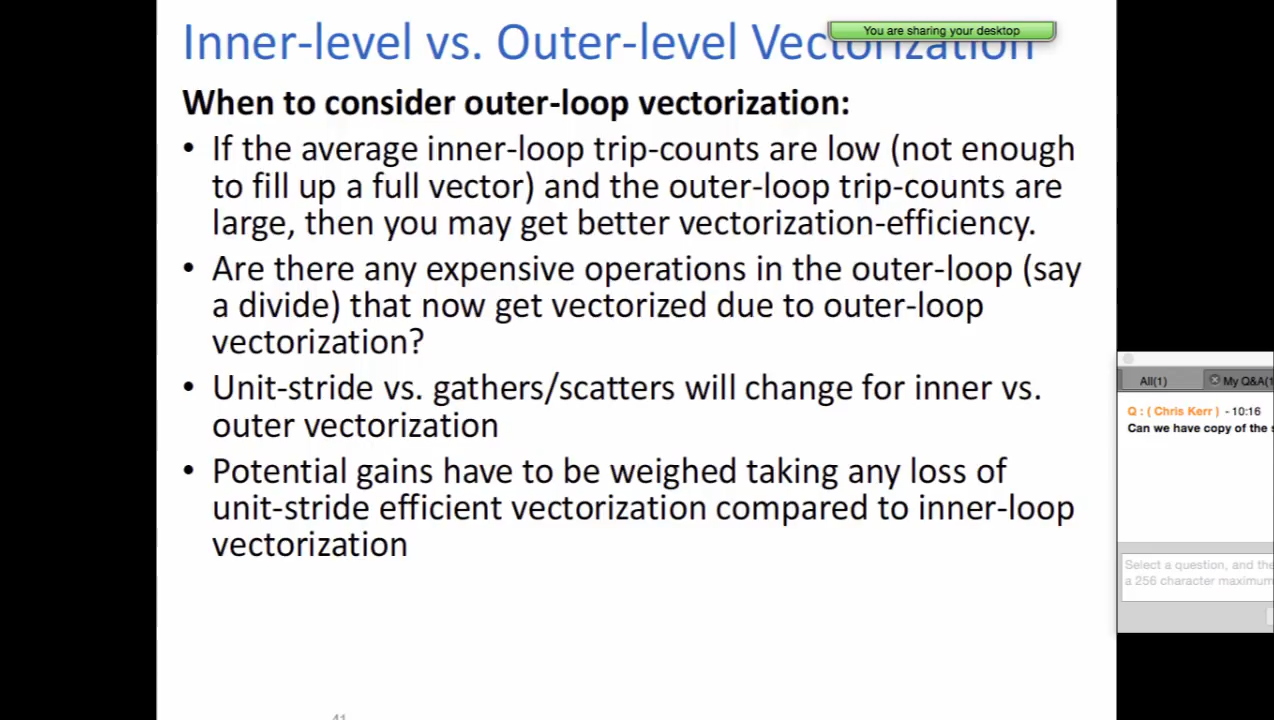 Inner-level vs. Outer-level Vectorization
You are sharing your desktop
When to consider outer-loop vectorization:
• If the average inner-loop trip-counts are low (not enough
to fill up a full vector) and the outer-loop trip-counts are
large, then you may get better vectorization-efficiency.
• Are there any expensive operations in the outer-loop (say
a divide) that now get vectorized due to outer-loop
vectorization?
• Unit-stride vs. gathers/scatters will change for inner vs.
outer vectorization
• Potential gains have to be weighed taking any loss of
unit-stride efficient vectorization compared to inner-loop
vectorization
All(1)
My Q&A(1
Q : ( Chris Kerr ) - 10:16
Can we have copy of the s
Select a question, and the
a 256 character maximum
41